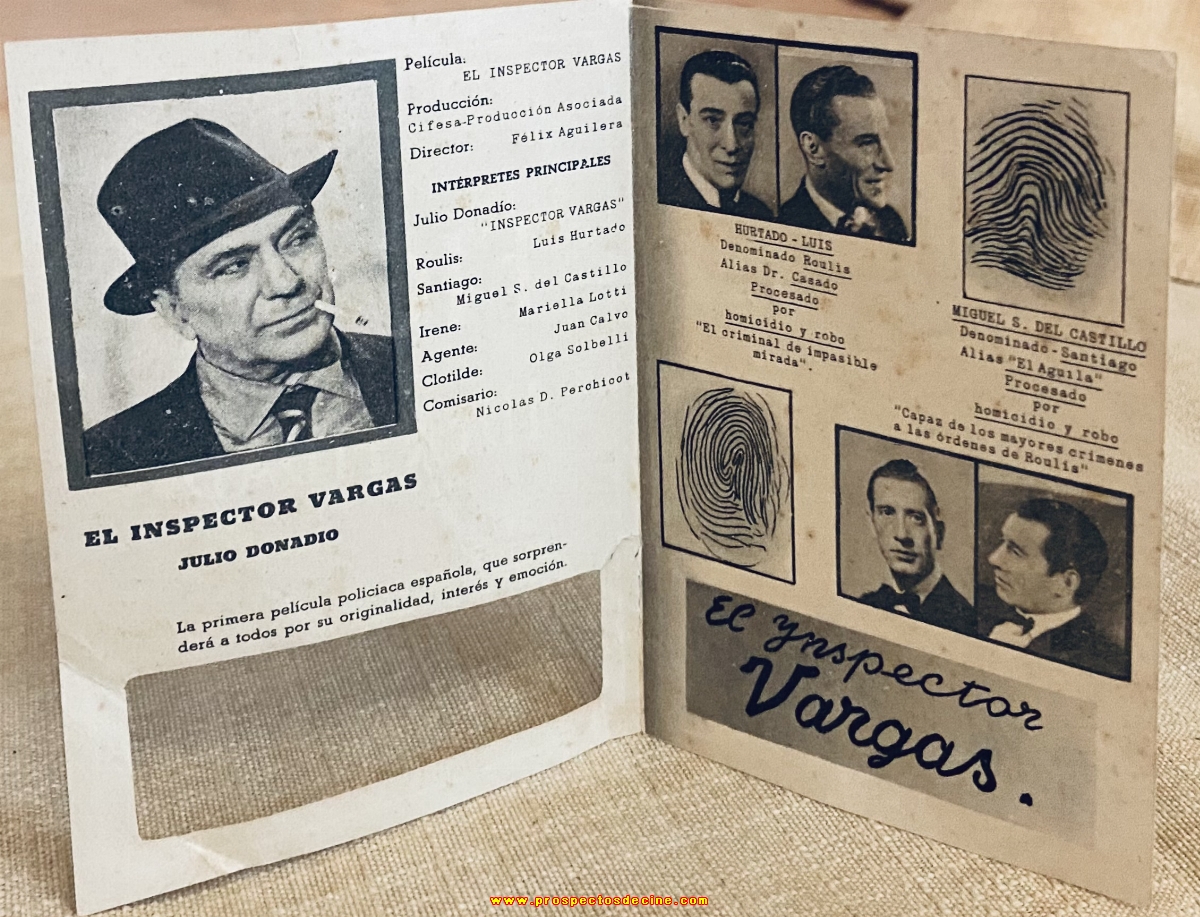 Película:
EL INSPECTOR VARGAS
Producción:
Cifesa-Producción Asociada
Director:
Félix Aguilera
INTÉRPRETES PRINCIPALES
Julio Donadío:
"INSPECTOR VARGAS"
Roulis:
Luis Hurtado
Santiago:
Miguel S. del Castillo
Irene:
Mariella Lotti
Agente:
Juan Calvo
Clotilde:
Olga Solbelli
Comisario:
Nicolas D. Perchicot
EL INSPECTOR VARGAS
JULIO DONADIO
La primera película policiaca española, que sorpren-
derá a todos por su originalidad, interés y emoción.
HURTADO - LUIS
Denominado Roulis
Alias Dr. Casado
Procesado
por
homicidio y robo
"El criminal de impasible
mirada".
MIGUEL S. DEL CASTILLO
Denominado-Santiago
Alias "El Aguila"
Procesado
por
homicidio y robo
"Capaz de los mayores crimenes
a las órdenes de Roulis"
El Ynspector
Vargas.
www.prospectosdecine.com